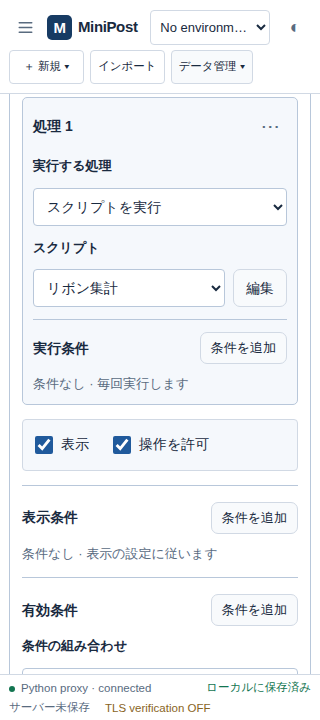 M MiniPost No environm…
＋ 新規 ▾ インポート データ管理 ▾
処理 1 …
実行する処理
スクリプトを実行
スクリプト
リボン集計 編集
実行条件 条件を追加
条件なし · 毎回実行します
表示 操作を許可
表示条件 条件を追加
条件なし · 表示の設定に従います
有効条件 条件を追加
条件の組み合わせ
Python proxy · connected ローカルに保存済み
サーバー未保存 TLS verification OFF